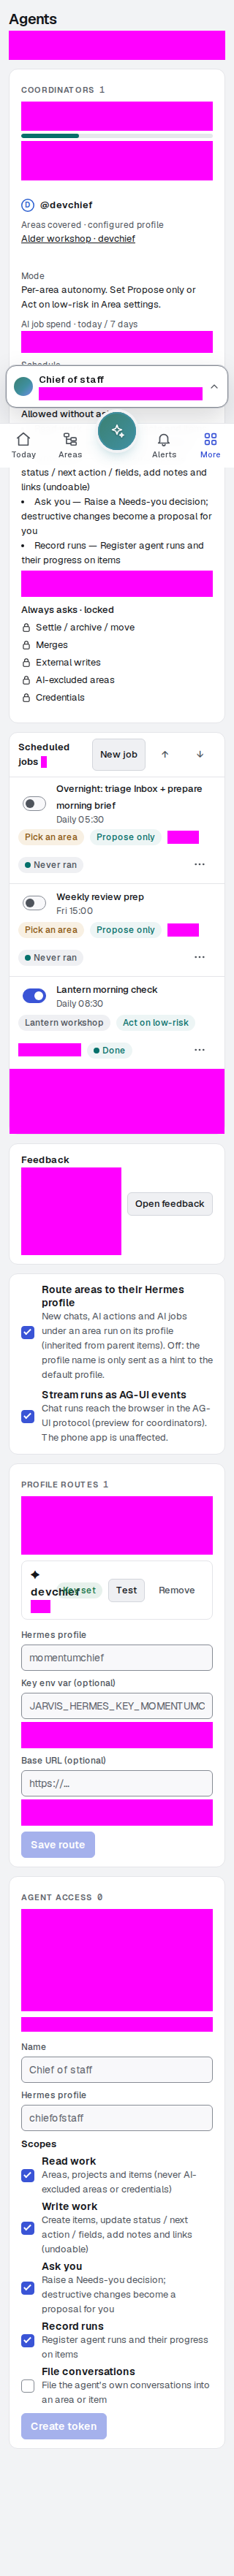 Agents
COORDINATORS 1
D @devchief
Areas covered · configured profile
Alder workshop · devchief
Mode
Per-area autonomy. Set Propose only or
Act on low-risk in Area settings.
AI job spend · today / 7 days
Chief of staff
Allowed without as
Today
Areas
Alerts
More
status / next action / fields, add notes and
links (undoable)
• Ask you — Raise a Needs-you decision;
destructive changes become a proposal for
you
• Record runs — Register agent runs and
their progress on items
Always asks · locked
Settle / archive / move
Merges
External writes
AI-excluded areas
Credentials
Scheduled
jobs
New job ↑ ↓
Overnight: triage Inbox + prepare
morning brief
Daily 05:30
Pick an area Propose only
Never ran ...
Weekly review prep
Fri 15:00
Pick an area Propose only
Never ran ...
Lantern morning check
Daily 08:30
Lantern workshop Act on low-risk
Done ...
Feedback
Open feedback
Route areas to their Hermes
profile
New chats, AI actions and AI jobs
under an area run on its profile
(inherited from parent items). Off: the
profile name is only sent as a hint to the
default profile.
Stream runs as AG-UI events
Chat runs reach the browser in the AG-
UI protocol (preview for coordinators).
The phone app is unaffected.
PROFILE ROUTES 1
devchief
Key set
Test
Remove
Hermes profile
momentumchief
Key env var (optional)
JARVIS_HERMES_KEY_MOMENTUMC
Base URL (optional)
https://…
Save route
AGENT ACCESS 0
Name
Chief of staff
Hermes profile
chiefofstaff
Scopes
Read work
Areas, projects and items (never AI-
excluded areas or credentials)
Write work
Create items, update status / next
action / fields, add notes and links
(undoable)
Ask you
Raise a Needs-you decision;
destructive changes become a
proposal for you
Record runs
Register agent runs and their progress
on items
File conversations
File the agent's own conversations into
an area or item
Create token